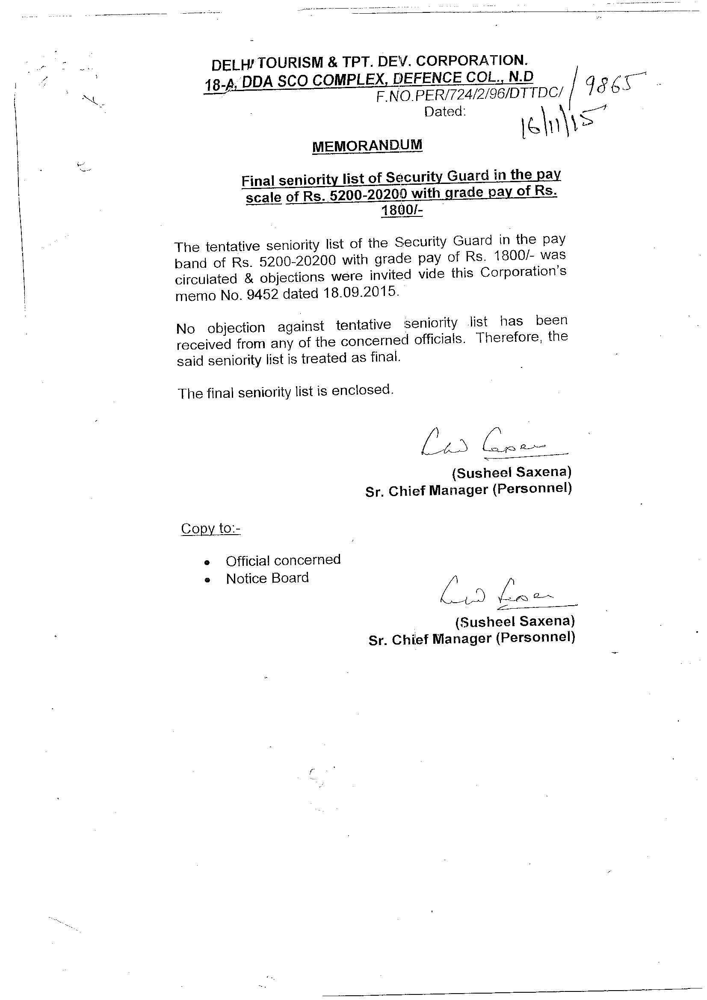 DELHI TOURISM & TPT. DEV. CORPORATION.
18-A, DDA SCO COMPLEX, DEFENCE COL., N.D
F.NO.PER/724/2/96/DTTDC/ / 9865
Dated:
16/11/15
MEMORANDUM
Final seniority list of Security Guard in the pay
scale of Rs. 5200-20200 with grade pay of Rs.
1800/-
The tentative seniority list of the Security Guard in the pay
band of Rs. 5200-20200 with grade pay of Rs. 1800/- was
circulated & objections were invited vide this Corporation's
memo No. 9452 dated 18.09.2015.
No objection against tentative seniority list has been
received from any of the concerned officials. Therefore, the
said seniority list is treated as final.
The final seniority list is enclosed.
(Susheel Saxena)
Sr. Chief Manager (Personnel)
Copy to:-
• Official concerned
• Notice Board
(Susheel Saxena)
Sr. Chief Manager (Personnel)